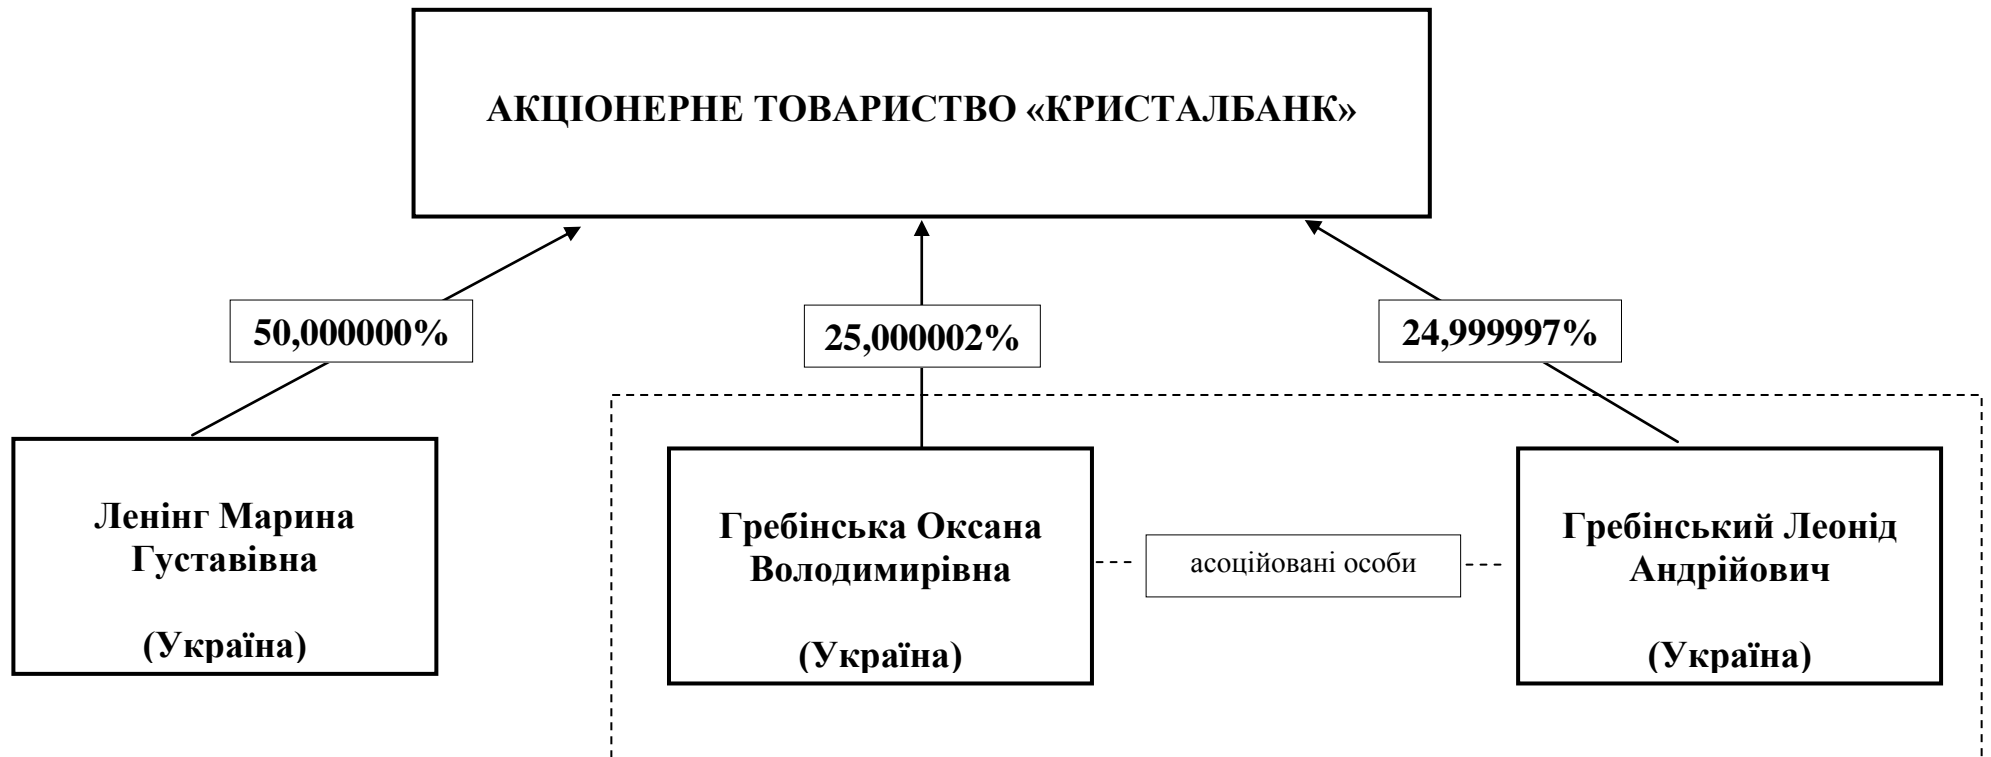 АКЦІОНЕРНЕ ТОВАРИСТВО «КРИСТАЛБАНК»
50,000000%
25,000002%
24,999997%
Ленінг Марина
Густавівна
(Україна)
Гребінська Оксана
Володимирівна
(Україна)
асоційовані особи
Гребінський Леонід
Андрійович
(Україна)